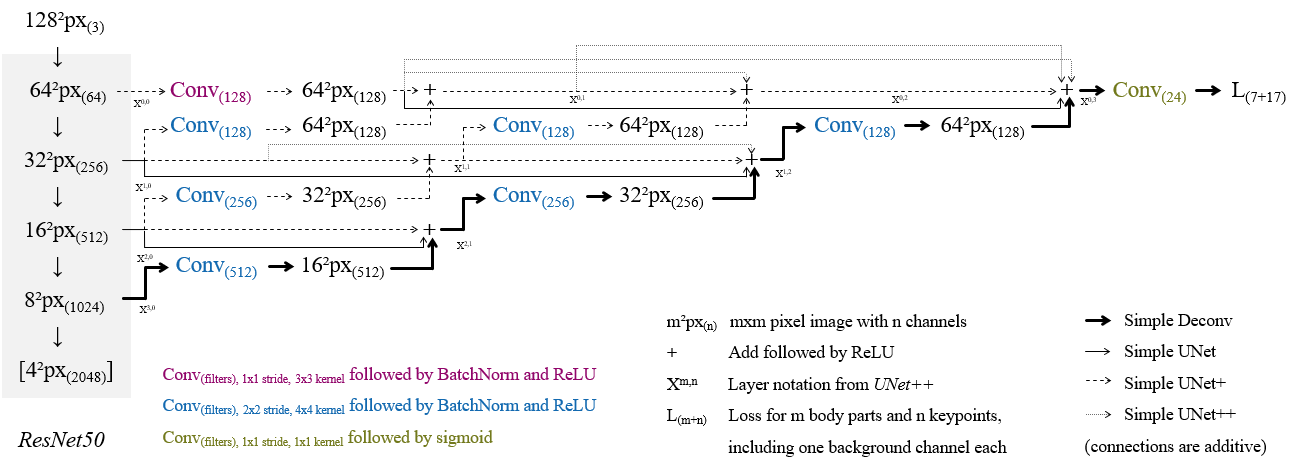 128²px(3)
64²px(64) X⁰,⁰ Conv(128) 64²px(128) + X⁰,¹ + X⁰,² + X⁰,³ Conv(24) L(7+17)
Conv(128) 64²px(128) Conv(128) 64²px(128) Conv(128) 64²px(128)
32²px(256) X¹,⁰ + X¹,¹ + X¹,²
Conv(256) 32²px(256) Conv(256) 32²px(256)
16²px(512) X²,⁰ + X²,¹
Conv(512) 16²px(512)
8²px(1024) X³,⁰
[4²px(2048)]
ResNet50
Conv(filters), 1x1 stride, 3x3 kernel followed by BatchNorm and ReLU
Conv(filters), 2x2 stride, 4x4 kernel followed by BatchNorm and ReLU
Conv(filters), 1x1 stride, 1x1 kernel followed by sigmoid
m²px(n) mxm pixel image with n channels
+ Add followed by ReLU
Xᵐ,ⁿ Layer notation from UNet++
L(m+n) Loss for m body parts and n keypoints,
including one background channel each
Simple Deconv
Simple UNet
Simple UNet+
Simple UNet++
(connections are additive)